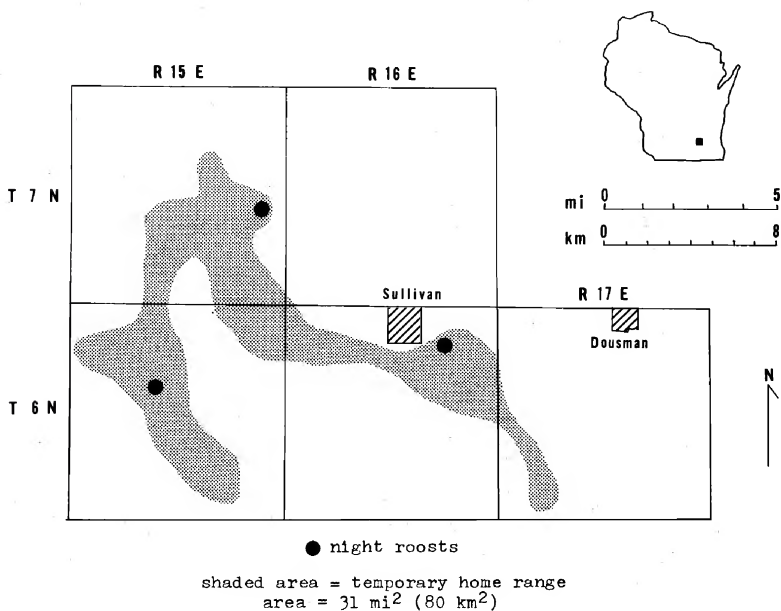 R 15 E
R 16 E
T 7 N
mi 0 5
km 0 8
Sullivan
R 17 E
Dousman
T 6 N
N
night roosts
shaded area = temporary home range
area = 31 mi² (80 km²)